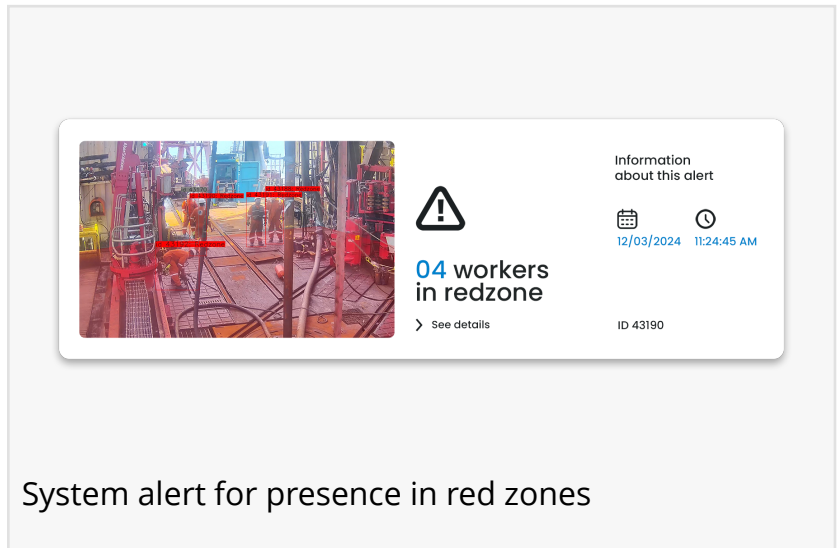 Information
about this alert
12/03/2024 11:24:45 AM
04 workers
in redzone
See details
ID 43190
System alert for presence in red zones